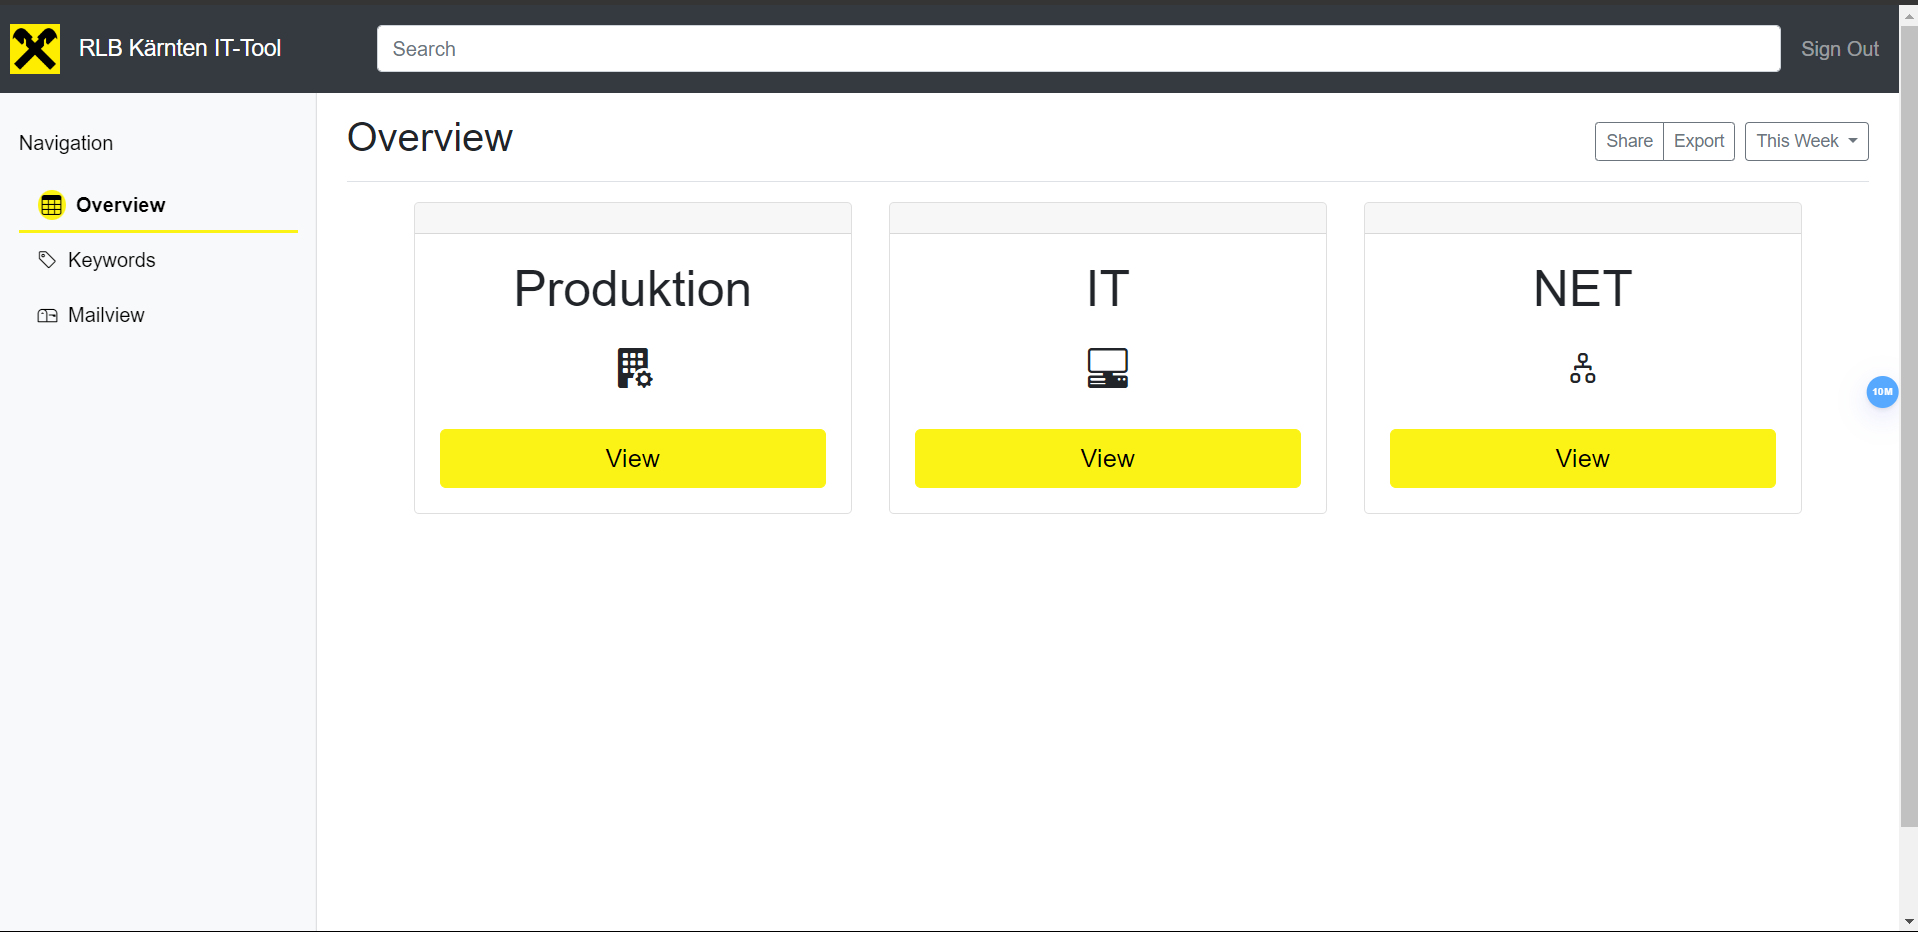 RLB Kärnten IT-Tool
Search
Sign Out
Navigation
Overview
Keywords
Mailview
Overview
Share
Export
This Week
Produktion
View
IT
View
NET
View
10M